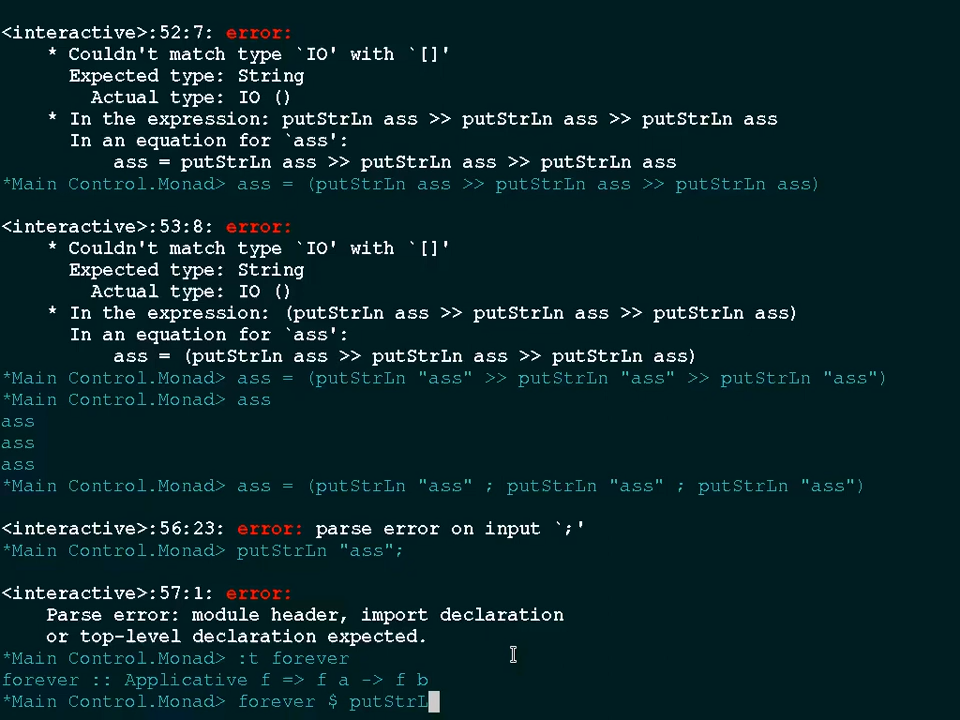 <interactive>:52:7: error:
    * Couldn't match type `IO' with `[]'
      Expected type: String
        Actual type: IO ()
    * In the expression: putStrLn ass >> putStrLn ass >> putStrLn ass
      In an equation for `ass':
          ass = putStrLn ass >> putStrLn ass >> putStrLn ass
*Main Control.Monad> ass = (putStrLn ass >> putStrLn ass >> putStrLn ass)
<interactive>:53:8: error:
    * Couldn't match type `IO' with `[]'
      Expected type: String
        Actual type: IO ()
    * In the expression: (putStrLn ass >> putStrLn ass >> putStrLn ass)
      In an equation for `ass':
          ass = (putStrLn ass >> putStrLn ass >> putStrLn ass)
*Main Control.Monad> ass = (putStrLn "ass" >> putStrLn "ass" >> putStrLn "ass")
*Main Control.Monad> ass
ass
ass
ass
*Main Control.Monad> ass = (putStrLn "ass" ; putStrLn "ass" ; putStrLn "ass")
<interactive>:56:23: error: parse error on input `;'
*Main Control.Monad> putStrLn "ass";
<interactive>:57:1: error:
    Parse error: module header, import declaration
    or top-level declaration expected.
*Main Control.Monad> :t forever
forever :: Applicative f => f a -> f b
*Main Control.Monad> forever $ putStrL